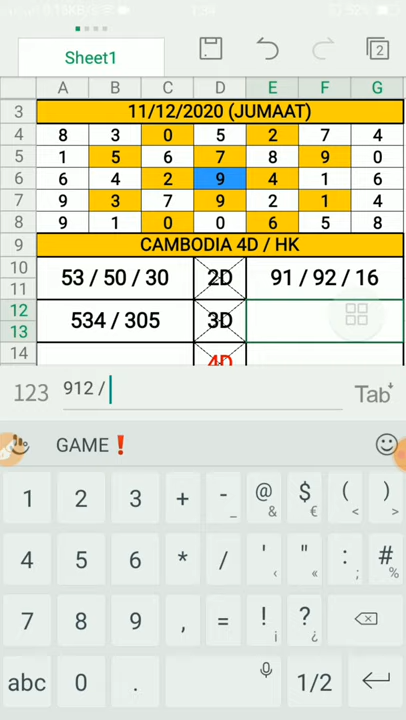 1:34
52%
Sheet1
2
A B C D E F G
3 11/12/2020 (JUMAAT)
4 8 3 0 5 2 7 4
5 1 5 6 7 8 9 0
6 6 4 2 9 4 1 6
7 9 3 7 9 2 1 4
8 9 1 0 0 6 5 8
9 CAMBODIA 4D / HK
10 53 / 50 / 30 2D 91 / 92 / 16
11
12 534 / 305 3D
13
14 4D
123 912 / Tab
GAME❗
1 2 3 + - _ @ & $ € ( < ) >
4 5 6 * / ' ‹ " « : ; # %
7 8 9 , = ! ¡ ? ¿
abc 0 . 1/2